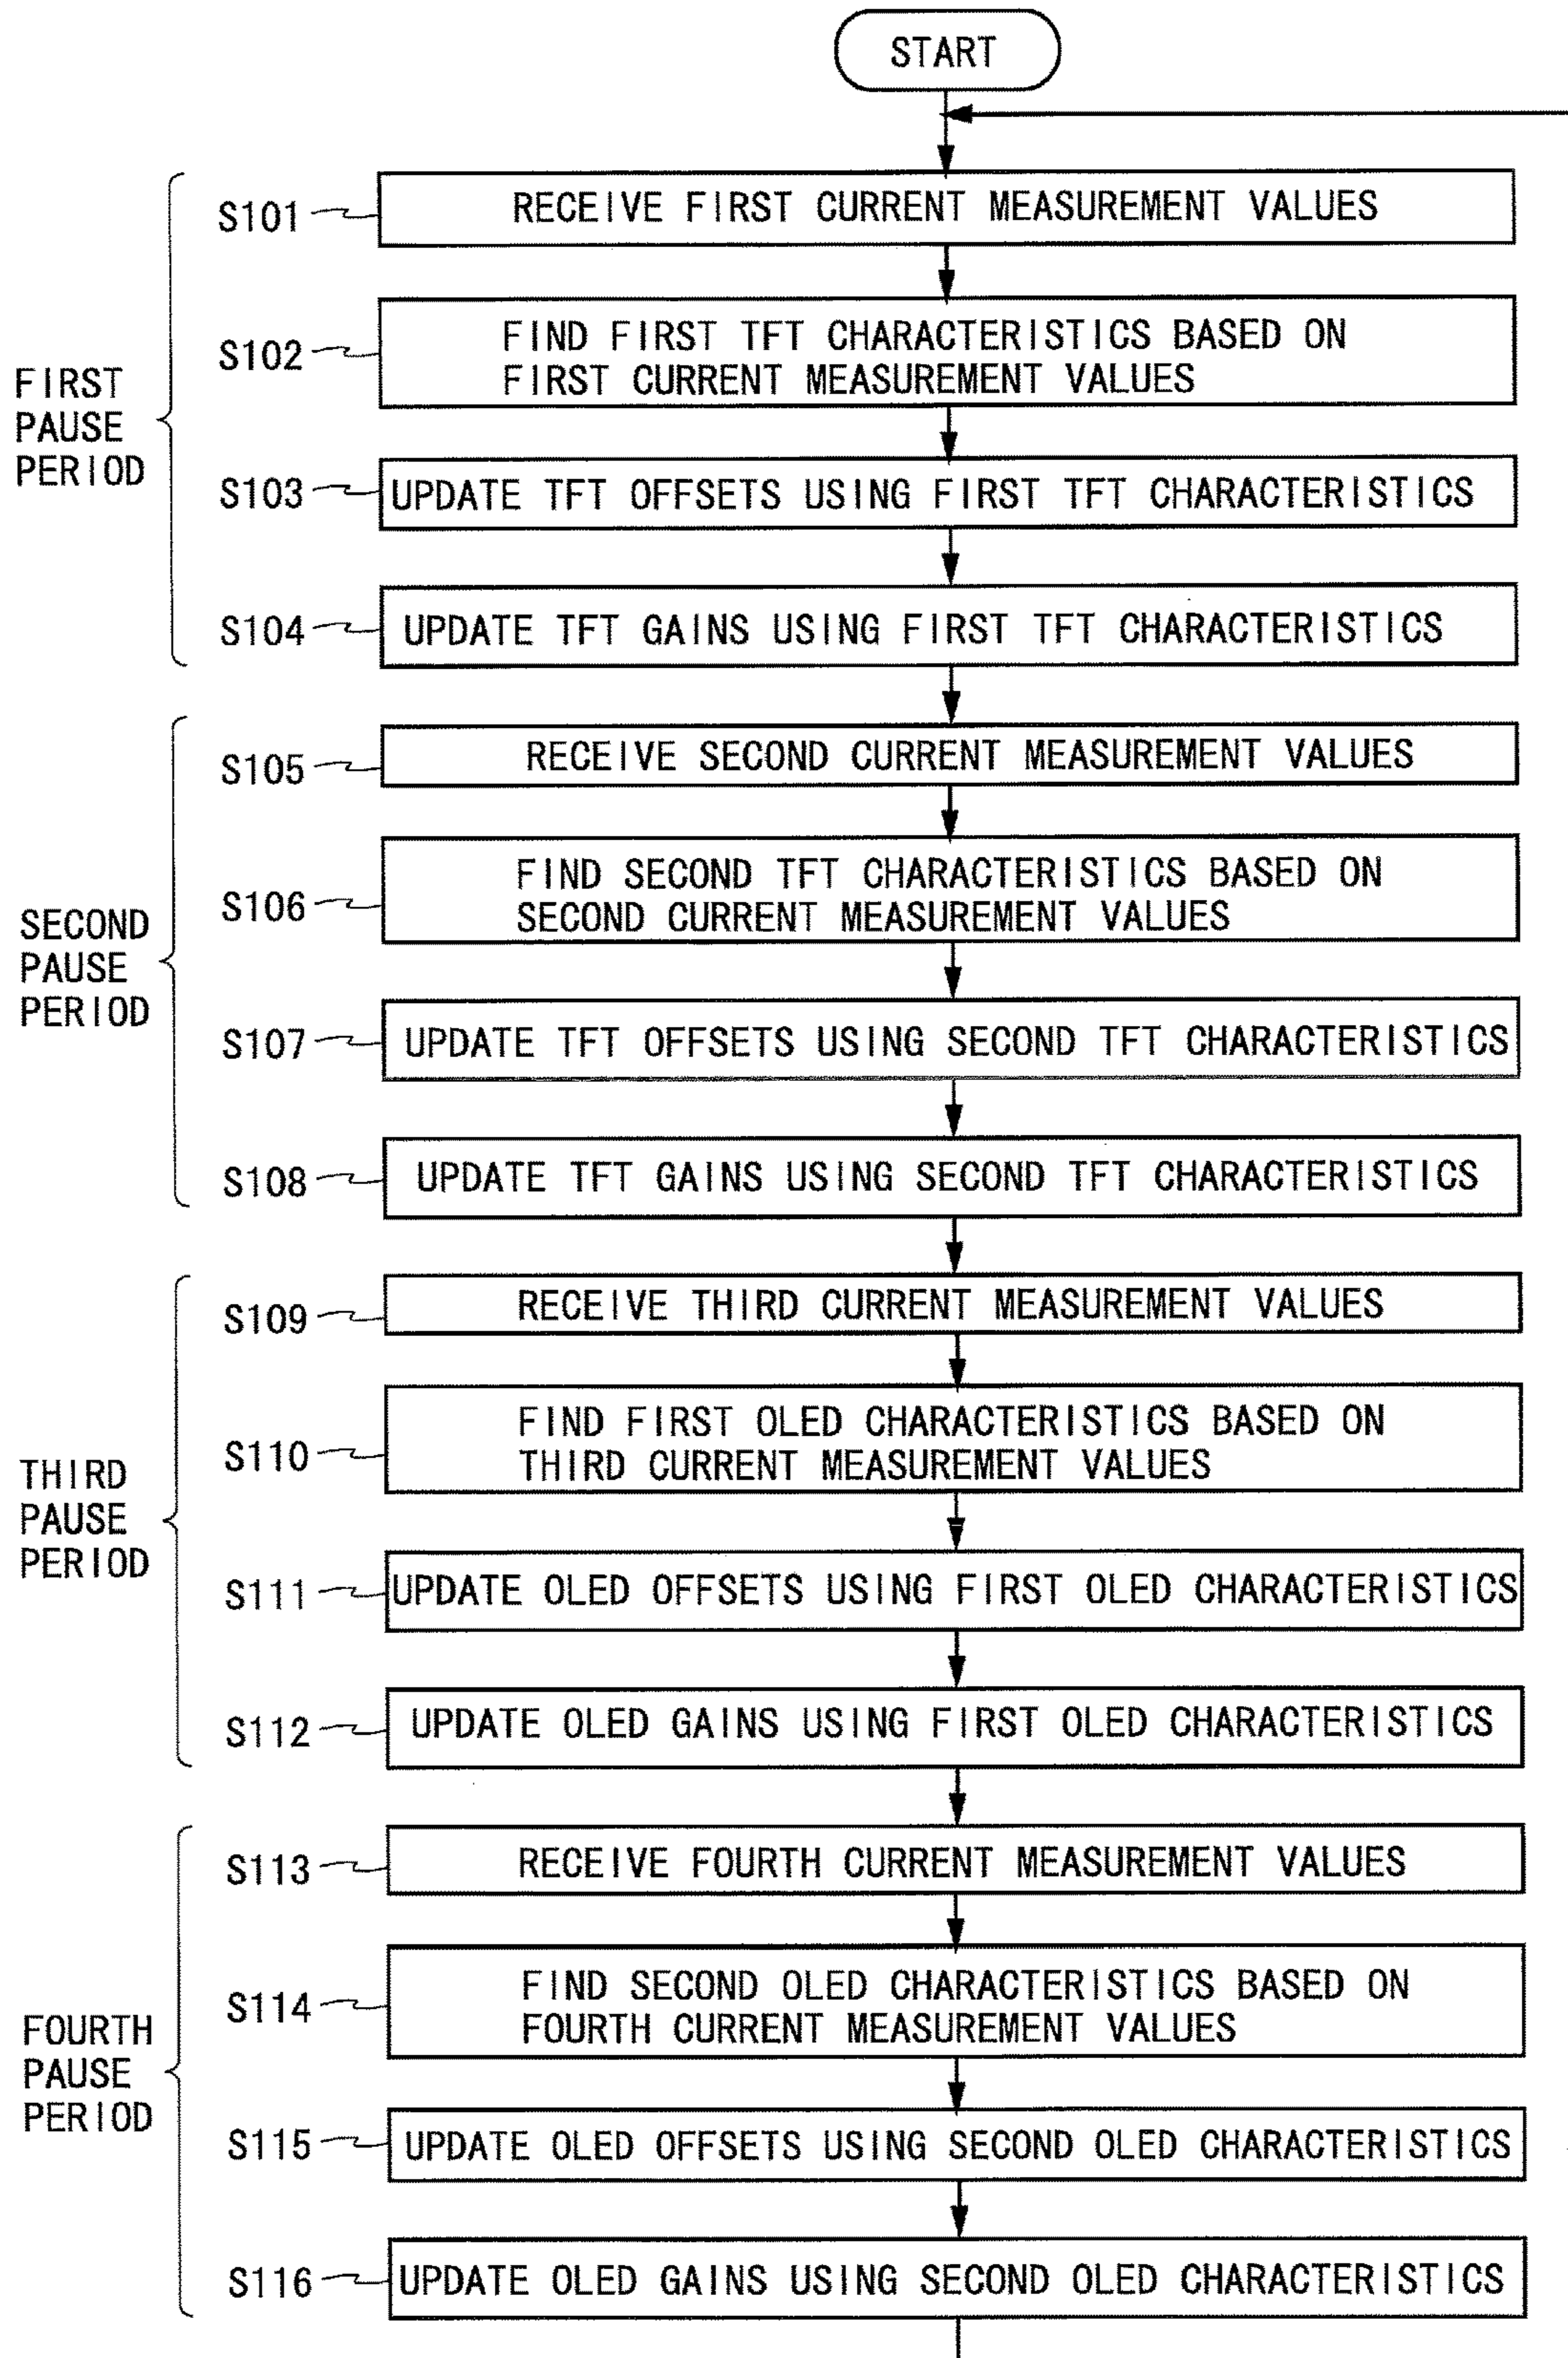 START
FIRST
PAUSE
PERIOD
S101
RECEIVE FIRST CURRENT MEASUREMENT VALUES
S102
FIND FIRST TFT CHARACTERISTICS BASED ON
FIRST CURRENT MEASUREMENT VALUES
S103
UPDATE TFT OFFSETS USING FIRST TFT CHARACTERISTICS
S104
UPDATE TFT GAINS USING FIRST TFT CHARACTERISTICS
SECOND
PAUSE
PERIOD
S105
RECEIVE SECOND CURRENT MEASUREMENT VALUES
S106
FIND SECOND TFT CHARACTERISTICS BASED ON
SECOND CURRENT MEASUREMENT VALUES
S107
UPDATE TFT OFFSETS USING SECOND TFT CHARACTERISTICS
S108
UPDATE TFT GAINS USING SECOND TFT CHARACTERISTICS
THIRD
PAUSE
PERIOD
S109
RECEIVE THIRD CURRENT MEASUREMENT VALUES
S110
FIND FIRST OLED CHARACTERISTICS BASED ON
THIRD CURRENT MEASUREMENT VALUES
S111
UPDATE OLED OFFSETS USING FIRST OLED CHARACTERISTICS
S112
UPDATE OLED GAINS USING FIRST OLED CHARACTERISTICS
FOURTH
PAUSE
PERIOD
S113
RECEIVE FOURTH CURRENT MEASUREMENT VALUES
S114
FIND SECOND OLED CHARACTERISTICS BASED ON
FOURTH CURRENT MEASUREMENT VALUES
S115
UPDATE OLED OFFSETS USING SECOND OLED CHARACTERISTICS
S116
UPDATE OLED GAINS USING SECOND OLED CHARACTERISTICS